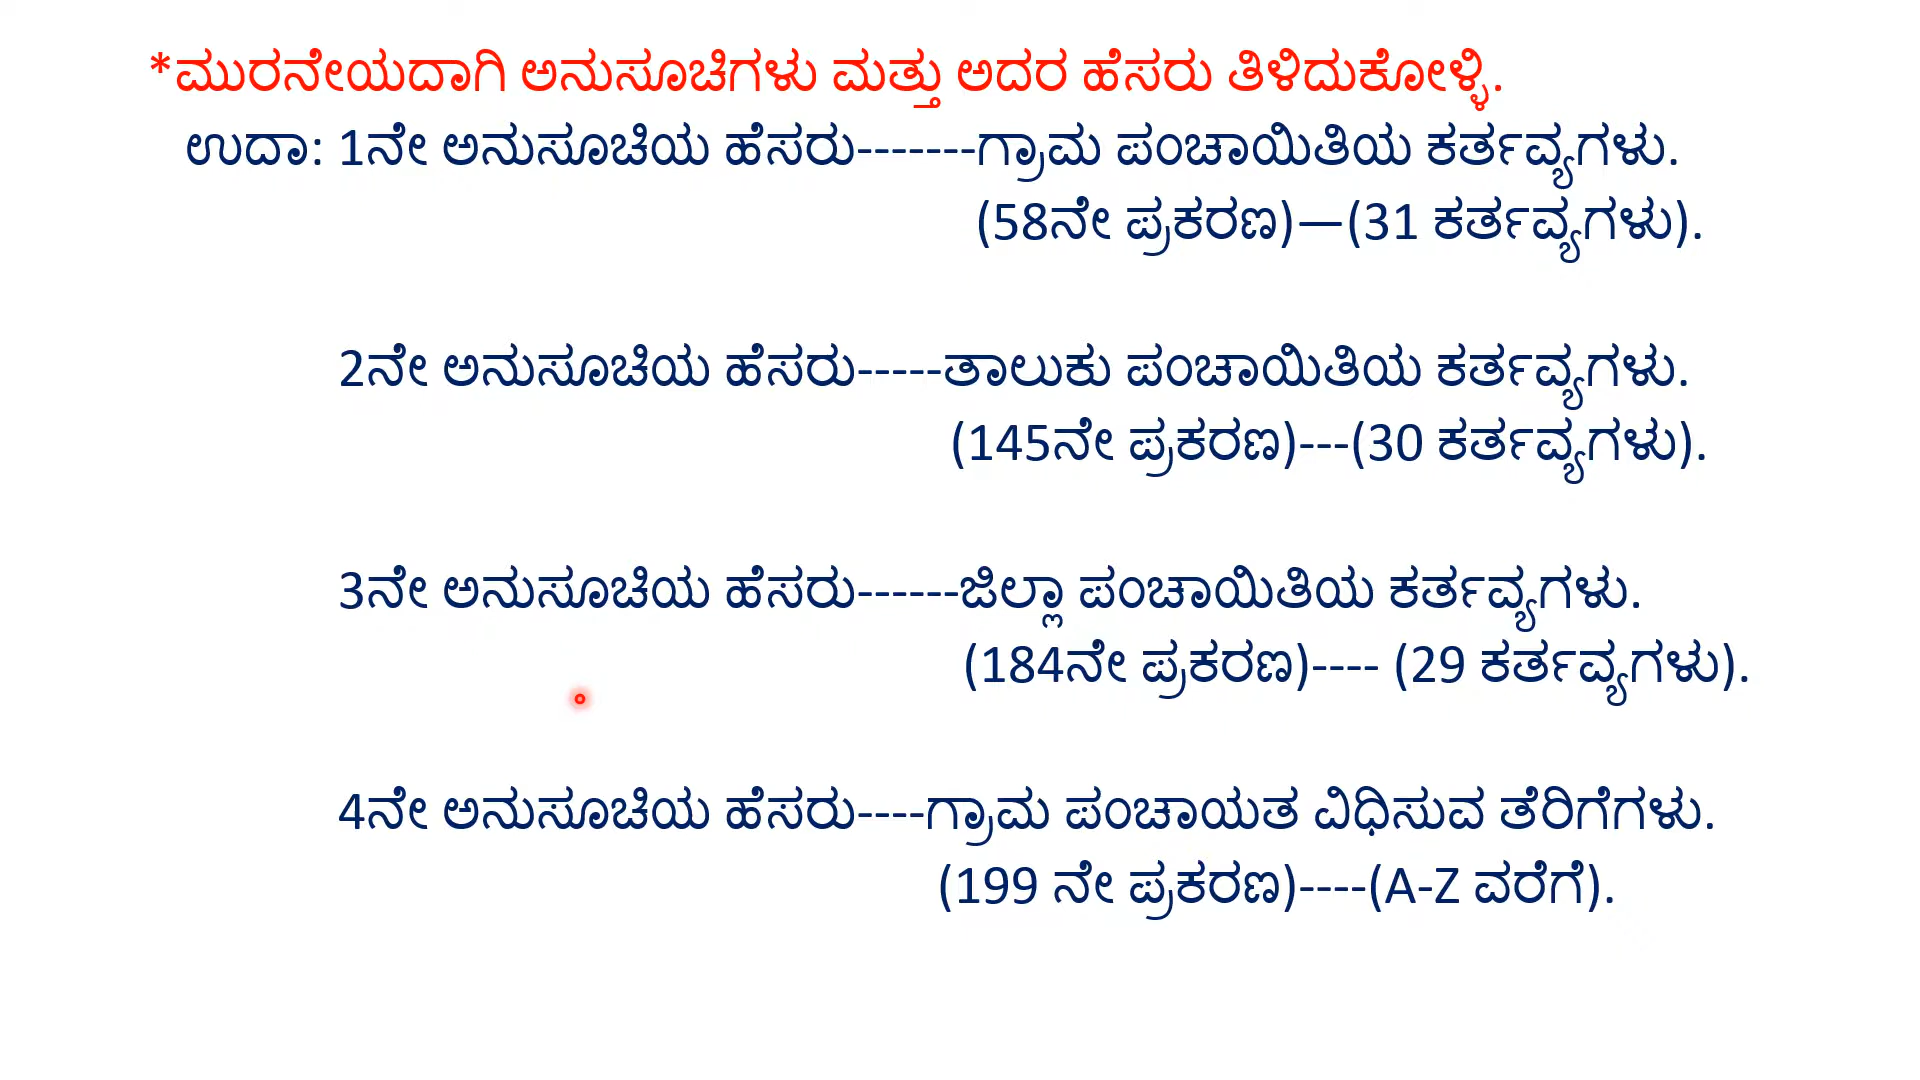 *ಮುರನೇಯದಾಗಿ ಅನುಸೂಚಿಗಳು ಮತ್ತು ಅದರ ಹೆಸರು ತಿಳಿದುಕೋಳ್ಳಿ.
ಉದಾ: 1ನೇ ಅನುಸೂಚಿಯ ಹೆಸರು-------ಗ್ರಾಮ ಪಂಚಾಯಿತಿಯ ಕರ್ತವ್ಯಗಳು.
(58ನೇ ಪ್ರಕರಣ)—(31 ಕರ್ತವ್ಯಗಳು).
2ನೇ ಅನುಸೂಚಿಯ ಹೆಸರು-----ತಾಲುಕು ಪಂಚಾಯಿತಿಯ ಕರ್ತವ್ಯಗಳು.
(145ನೇ ಪ್ರಕರಣ)---(30 ಕರ್ತವ್ಯಗಳು).
3ನೇ ಅನುಸೂಚಿಯ ಹೆಸರು------ಜಿಲ್ಲಾ ಪಂಚಾಯಿತಿಯ ಕರ್ತವ್ಯಗಳು.
(184ನೇ ಪ್ರಕರಣ)---- (29 ಕರ್ತವ್ಯಗಳು).
4ನೇ ಅನುಸೂಚಿಯ ಹೆಸರು----ಗ್ರಾಮ ಪಂಚಾಯತ ವಿಧಿಸುವ ತೆರಿಗೆಗಳು.
(199 ನೇ ಪ್ರಕರಣ)----(A-Z ವರೆಗೆ).